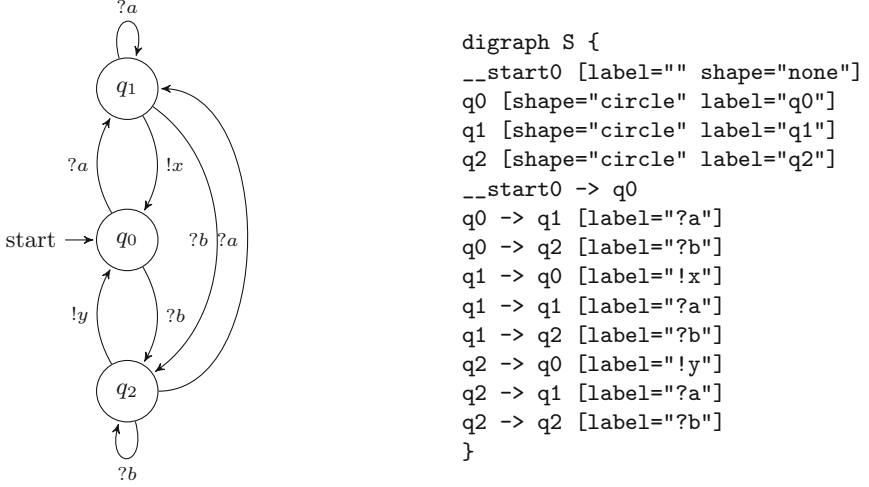 ?a
q1
?a
!x
start
q0
?b
?a
!y
?b
q2
?b
digraph S {
__start0 [label="" shape="none"]
q0 [shape="circle" label="q0"]
q1 [shape="circle" label="q1"]
q2 [shape="circle" label="q2"]
__start0 -> q0
q0 -> q1 [label="?a"]
q0 -> q2 [label="?b"]
q1 -> q0 [label="!x"]
q1 -> q1 [label="?a"]
q1 -> q2 [label="?b"]
q2 -> q0 [label="!y"]
q2 -> q1 [label="?a"]
q2 -> q2 [label="?b"]
}